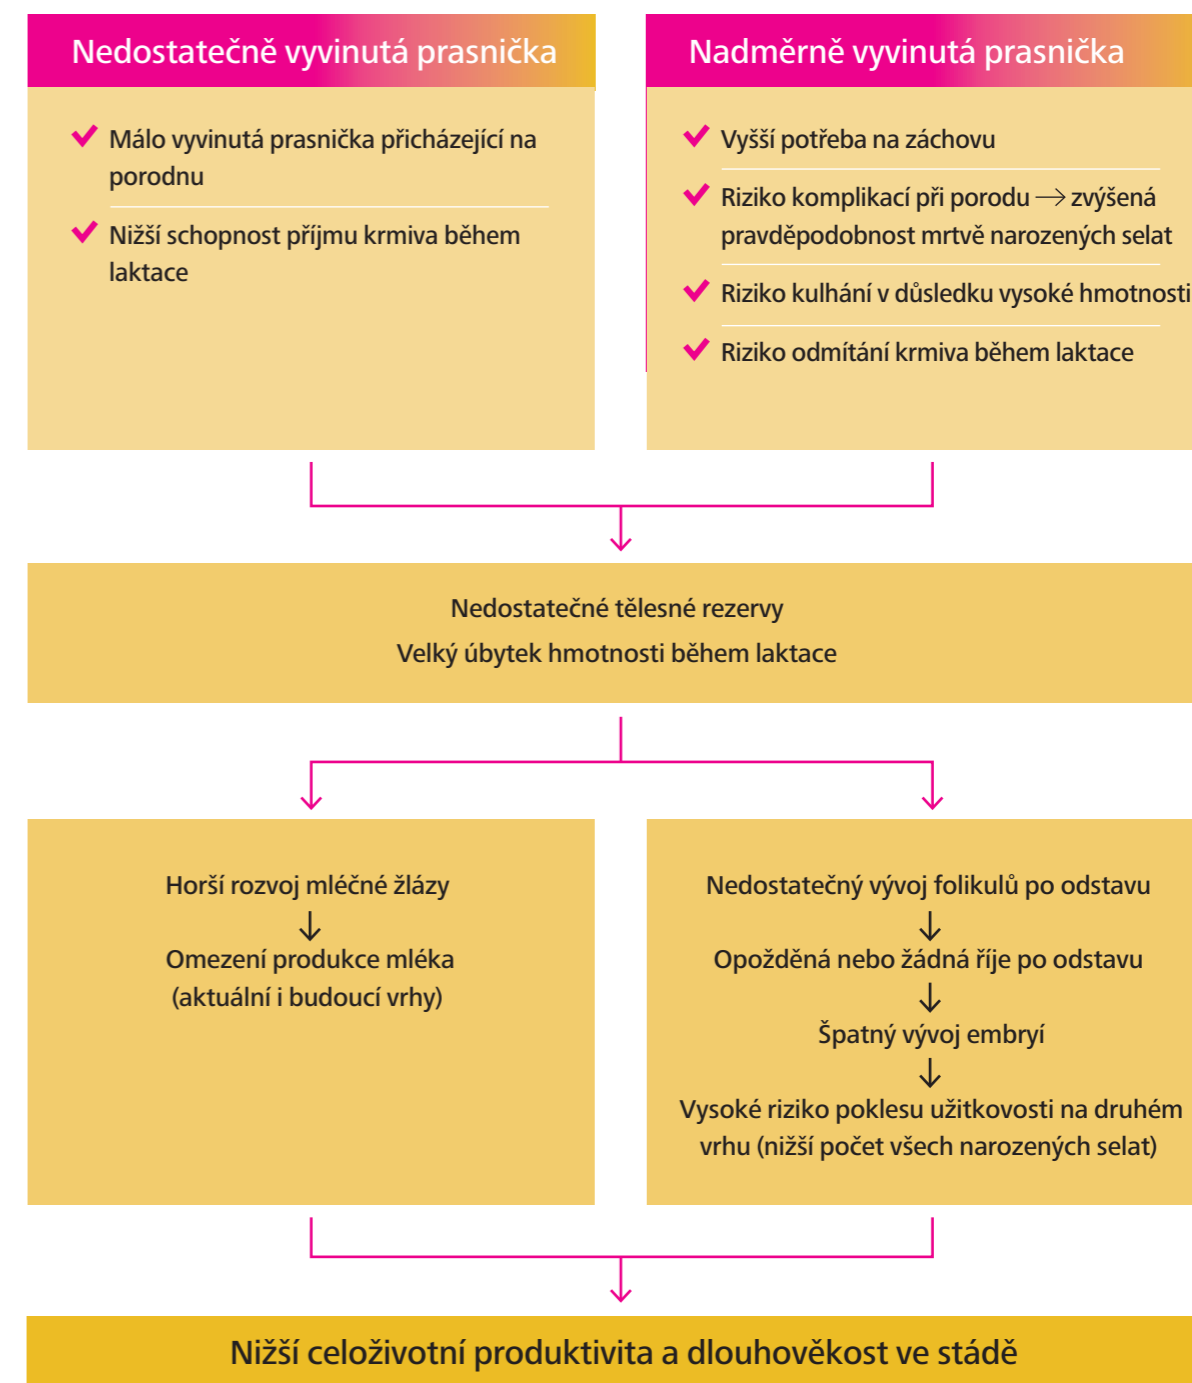 Nedostatečně vyvinutá prasnička
Málo vyvinutá prasnička přicházející na
porodnu
Nižší schopnost příjmu krmiva během
laktace
Nadměrně vyvinutá prasnička
Vyšší potřeba na záchovu
Riziko komplikací při porodu → zvýšená
pravděpodobnost mrtvě narozených selat
Riziko kulhání v důsledku vysoké hmotnosti
Riziko odmítání krmiva během laktace
Nedostatečné tělesné rezervy
Velký úbytek hmotnosti během laktace
Horší rozvoj mléčné žlázy
↓
Omezení produkce mléka
(aktuální i budoucí vrhy)
Nedostatečný vývoj folikulů po odstavu
↓
Opožděná nebo žádná říje po odstavu
↓
Špatný vývoj embryí
↓
Vysoké riziko poklesu užitkovosti na druhém
vrhu (nižší počet všech narozených selat)
Nižší celoživotní produktivita a dlouhověkost ve stádě